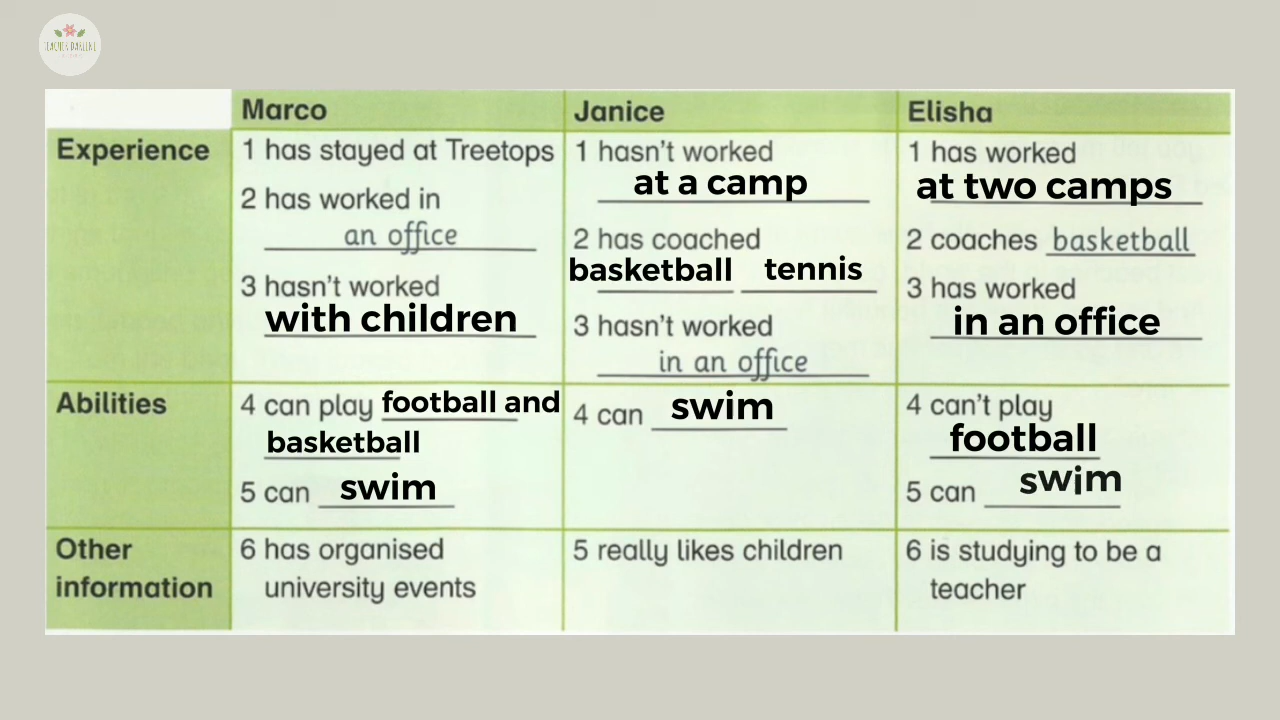 TEACHER DARLENE
Marco Janice Elisha
Experience
1 has stayed at Treetops
2 has worked in
an office
3 hasn't worked
with children
1 hasn't worked
at a camp
2 has coached
basketball tennis
3 hasn't worked
in an office
1 has worked
at two camps
2 coaches basketball
3 has worked
in an office
Abilities
4 can play football and
basketball
5 can swim
4 can swim
4 can't play
football
5 can swim
Other
information
6 has organised
university events
5 really likes children
6 is studying to be a
teacher